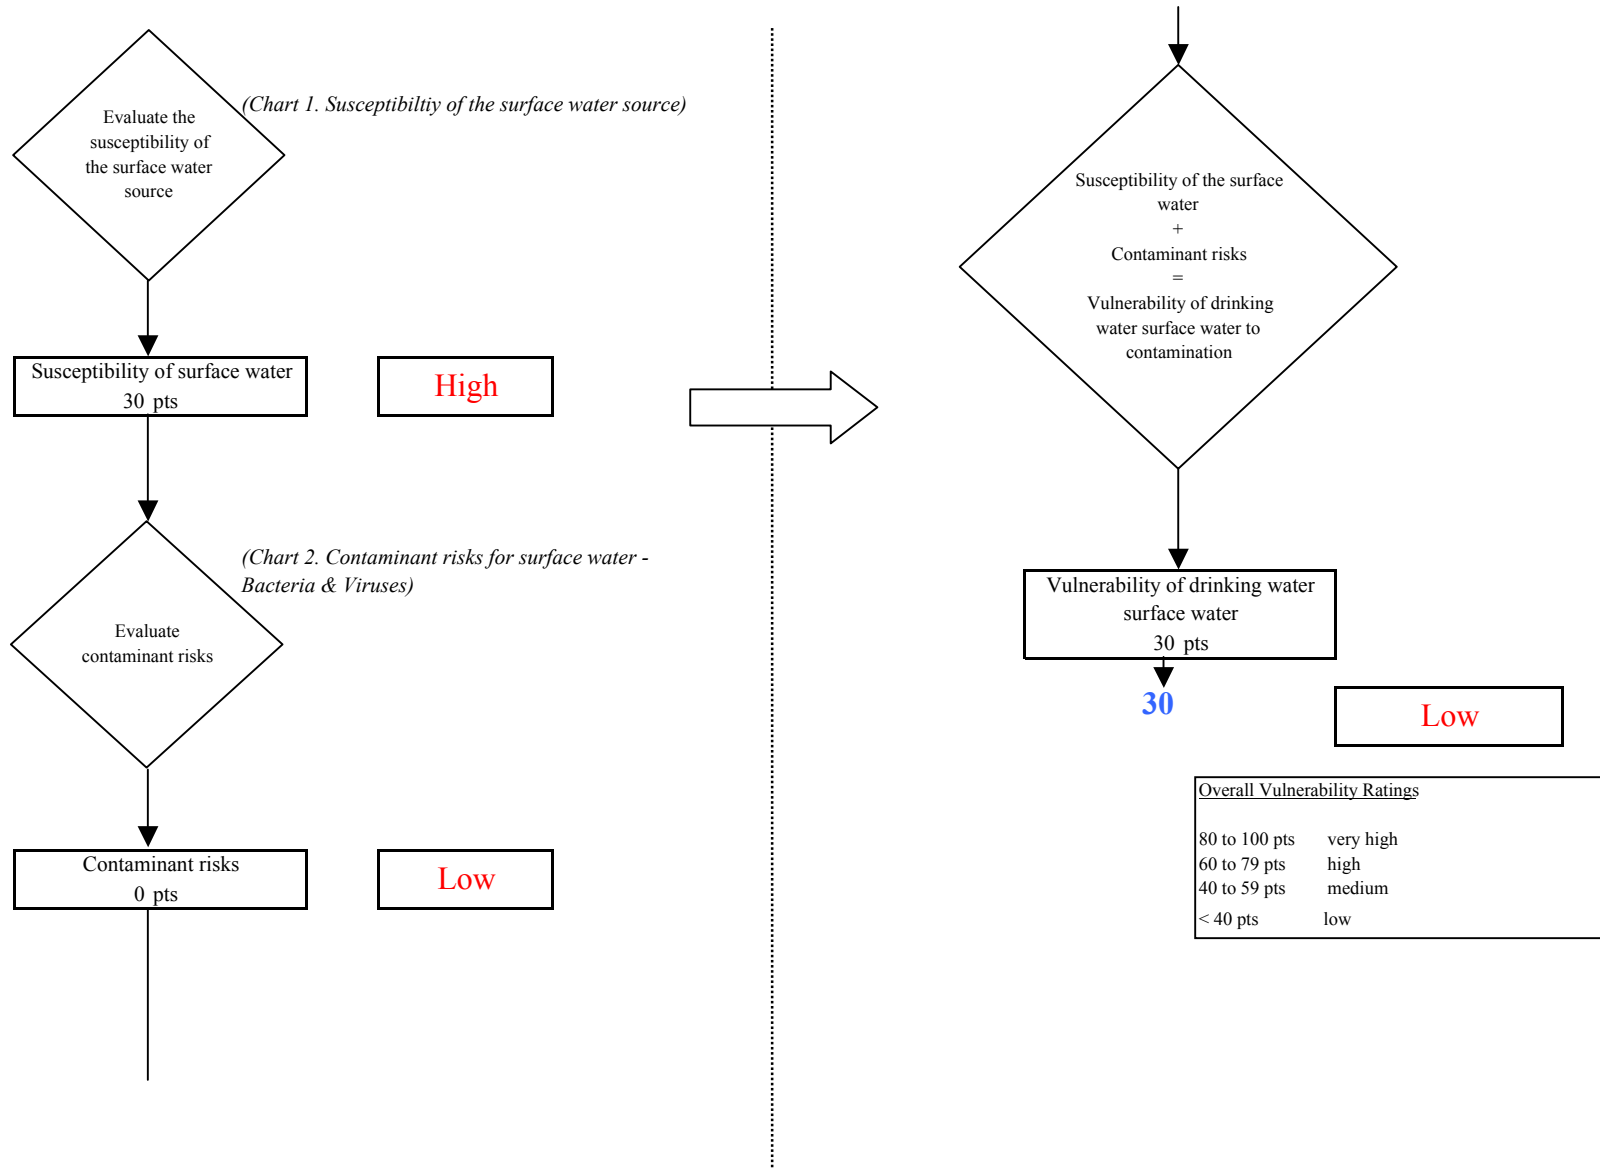 Evaluate the
susceptibility of
the surface water
source
(Chart 1. Susceptibiltiy of the surface water source)
Susceptibility of surface water
30 pts
High
(Chart 2. Contaminant risks for surface water -
Bacteria & Viruses)
Evaluate
contaminant risks
Contaminant risks
0 pts
Low
Susceptibility of the surface
water
+
Contaminant risks
=
Vulnerability of drinking
water surface water to
contamination
Vulnerability of drinking water
surface water
30 pts
30
Low
Overall Vulnerability Ratings
80 to 100 pts very high
60 to 79 pts high
40 to 59 pts medium
< 40 pts low